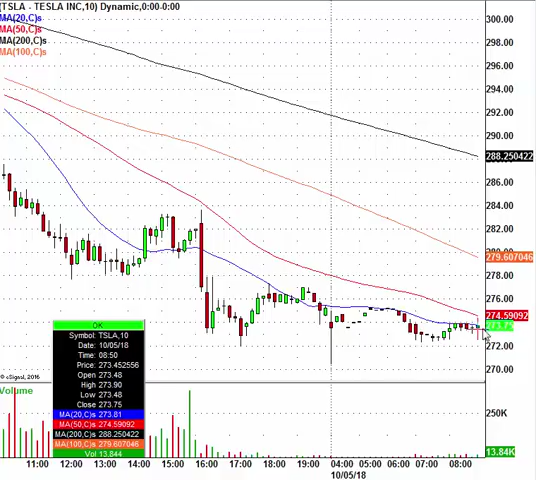 (TSLA - TESLA INC,10) Dynamic,0:00-0:00
MA(20,C)s
MA(50,C)s
MA(200,C)s
MA(100,C)s
300.00
298.00
296.00
294.00
292.00
290.00
288.250422
286.00
284.00
282.00
279.607046
278.00
276.00
274.59092
273.75
272.00
270.00
OK
Symbol: TSLA,10
Date: 10/05/18
Time: 08:50
Price: 273.452556
Open 273.48
High 273.90
Low 273.48
Close 273.75
MA(20,C)s 273.81
MA(50,C)s 274.59092
MA(200,C)s 288.250422
MA(100,C)s 279.607046
Vol 13.844
© eSignal, 2016
Volume
250K
13.84K
11:00 12:00 13:00 14:00 15:00 16:00 17:00 18:00 19:00 04:00 05:00 06:00 07:00 08:00
10/05/18